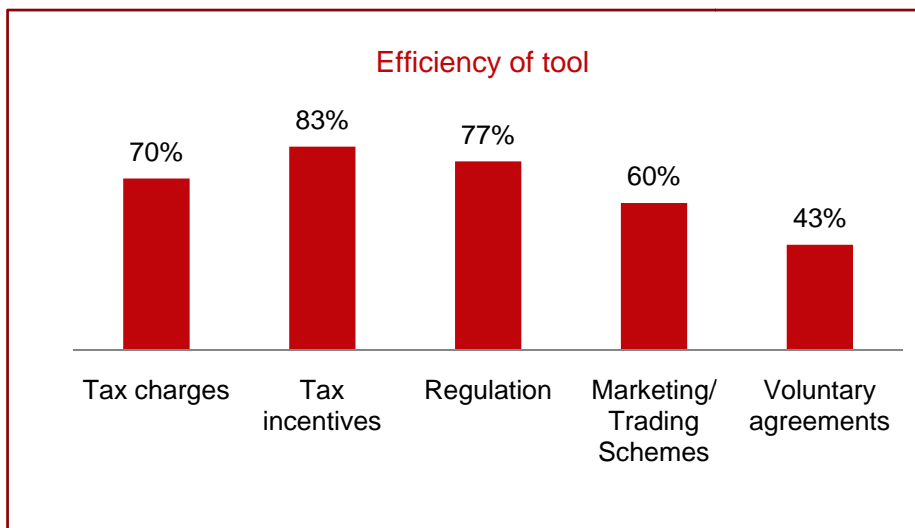 Efficiency of tool
70%
83%
77%
60%
43%
Tax charges
Tax
incentives
Regulation
Marketing/
Trading
Schemes
Voluntary
agreements